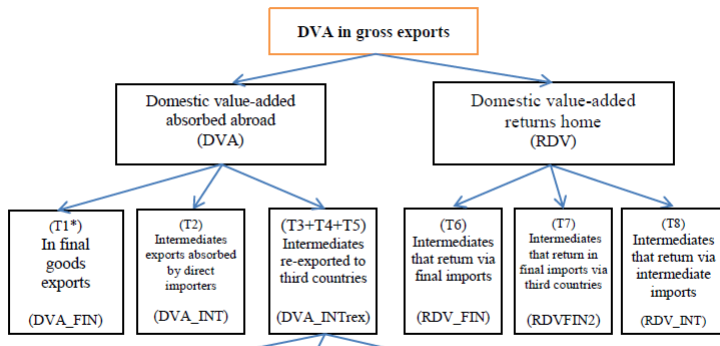 DVA in gross exports
Domestic value-added
absorbed abroad
(DVA)
Domestic value-added
returns home
(RDV)
(T1*)
In final
goods
exports
(DVA_FIN)
(T2)
Intermediates
exports absorbed
by direct
importers
(DVA_INT)
(T3+T4+T5)
Intermediates
re-exported to
third countries
(DVA_INTrex)
(T6)
Intermediates
that return via
final imports
(RDV_FIN)
(T7)
Intermediates
that return in
final imports via
third countries
(RDVFIN2)
(T8)
Intermediates
that return via
intermediate
imports
(RDV_INT)